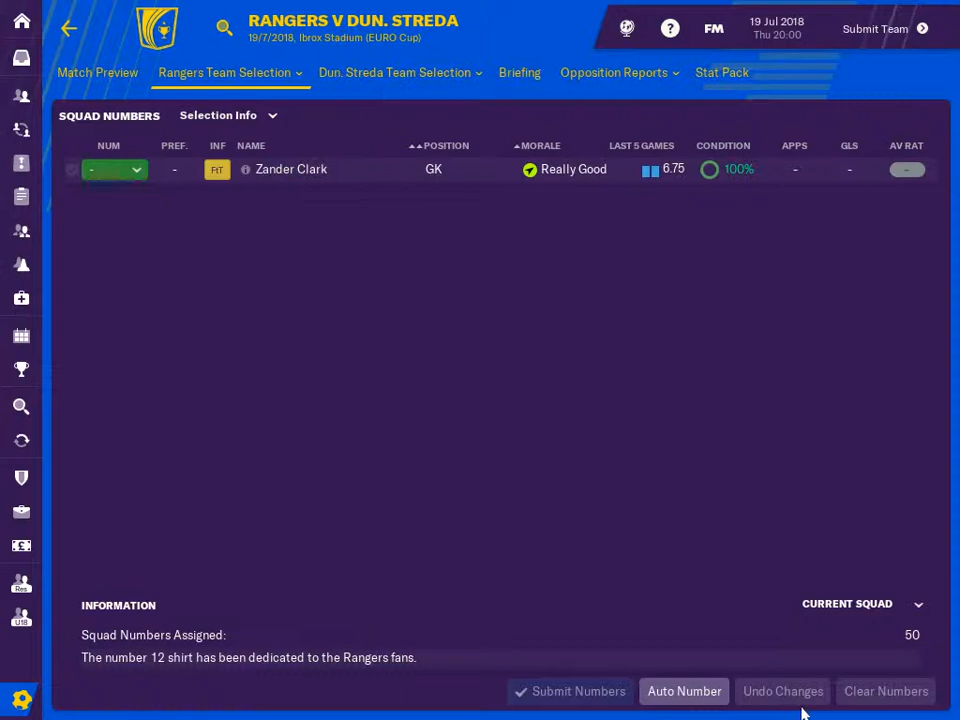 RANGERS V DUN. STREDA
19/7/2018, Ibrox Stadium (EURO Cup)
? FM 19 Jul 2018
Thu 20:00
Submit Team
Match Preview Rangers Team Selection Dun. Streda Team Selection Briefing Opposition Reports Stat Pack
SQUAD NUMBERS Selection Info
NUM PREF. INF NAME POSITION MORALE LAST 5 GAMES CONDITION APPS GLS AV RAT
- - FtT Zander Clark GK Really Good 6.75 100% - - -
INFORMATION CURRENT SQUAD
Squad Numbers Assigned: 50
The number 12 shirt has been dedicated to the Rangers fans.
Submit Numbers Auto Number Undo Changes Clear Numbers
£
Res
U18